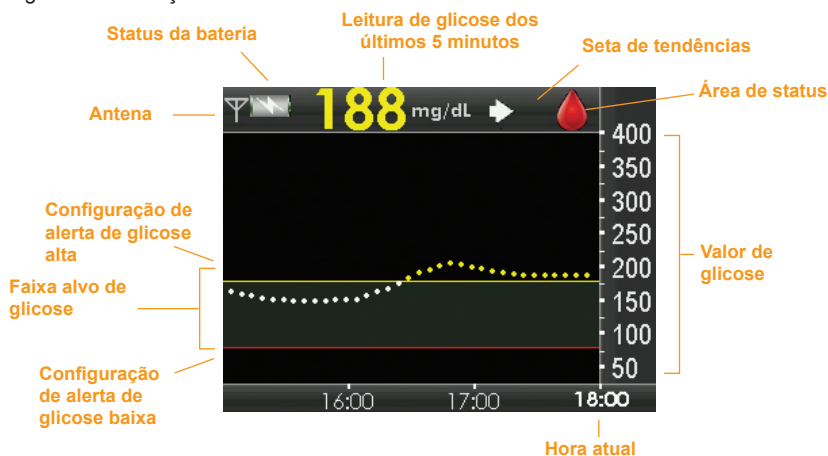 Status da bateria
Leitura de glicose dos
últimos 5 minutos
Seta de tendências
Área de status
Antena
188 mg/dL
400
350
300
250
200
150
100
50
Configuração de
alerta de glicose
alta
Faixa alvo de
glicose
Valor de
glicose
Configuração
de alerta de
glicose baixa
16:00 17:00 18:00
Hora atual